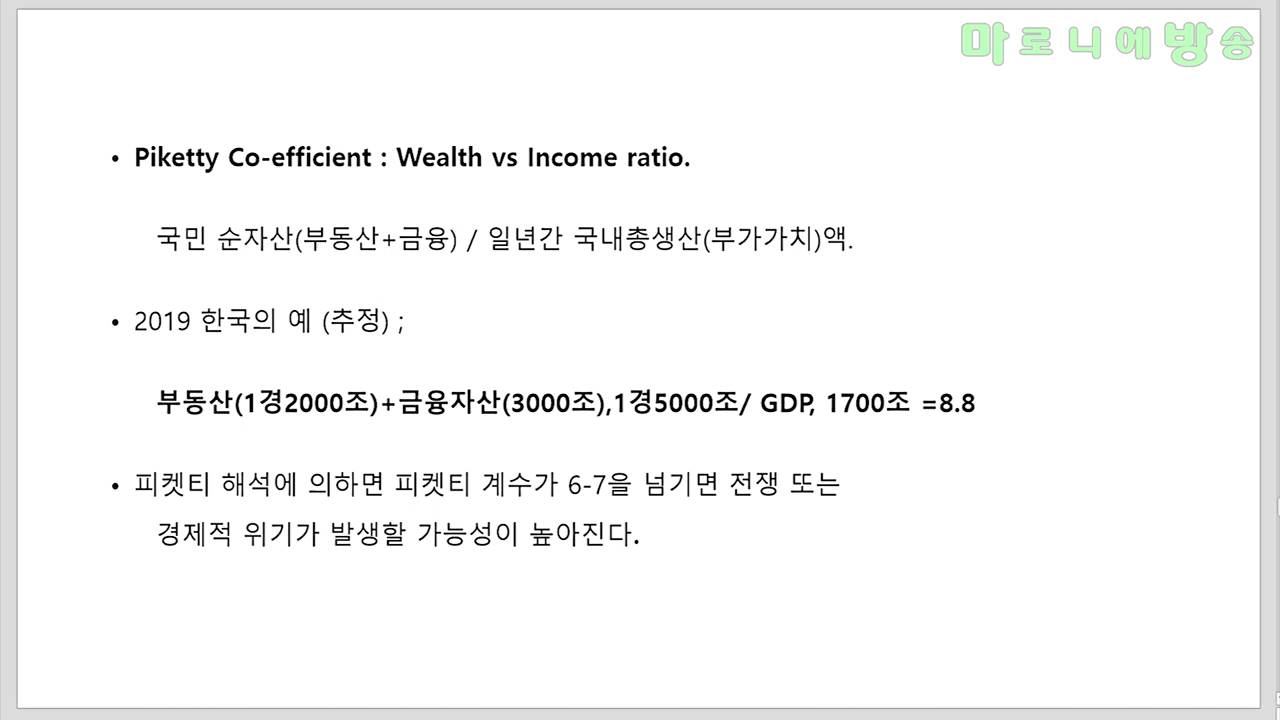 마로니에방송
• Piketty Co-efficient : Wealth vs Income ratio.
국민 순자산(부동산+금융) / 일년간 국내총생산(부가가치)액.
• 2019 한국의 예 (추정) ;
부동산(1경2000조)+금융자산(3000조),1경5000조/ GDP, 1700조 =8.8
• 피켓티 해석에 의하면 피켓티 계수가 6-7을 넘기면 전쟁 또는
경제적 위기가 발생할 가능성이 높아진다.